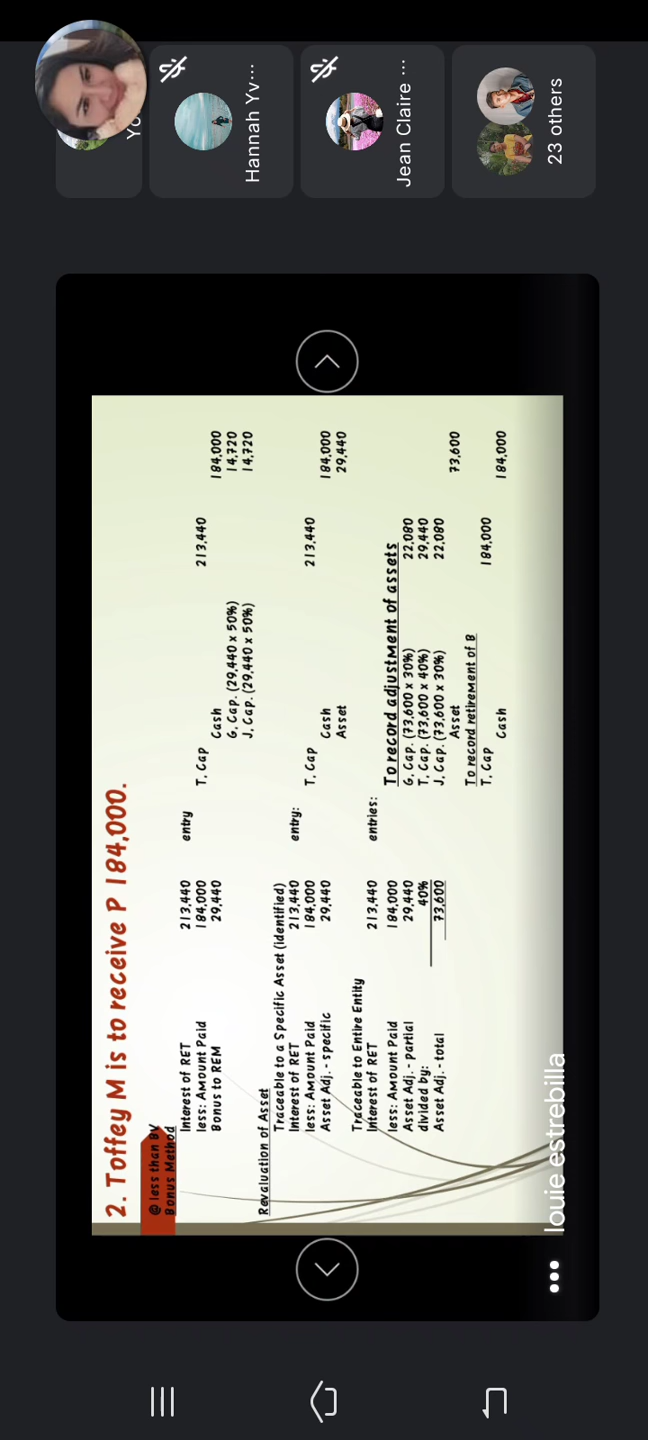 Yo
Hannah Yv...
Jean Claire ...
23 others
2. Toffey M is to receive P 184,000.
@ less than BV
Bonus Method
Interest of RET 213,440 entry
less: Amount Paid 184,000 T. Cap 213,440
Bonus to REM 29,440 Cash 184,000
G. Cap. (29,440 x 50%) 14,720
J. Cap. (29,440 x 50%) 14,720
Revaluation of Asset
Traceable to a Specific Asset (identified)
Interest of RET 213,440 entry:
less: Amount Paid 184,000 T. Cap 213,440
Asset Adj. - specific 29,440 Cash 184,000
Asset 29,440
Traceable to Entire Entity
Interest of RET 213,440 entries:
less: Amount Paid 184,000 To record adjustment of assets
Asset Adj. - partial 29,440 G. Cap. (73,600 x 30%) 22,080
divided by: 40% T. Cap. (73,600 x 40%) 29,440
Asset Adj. - total 73,600 J. Cap. (73,600 x 30%) 22,080
Asset 73,600
To record retirement of B
T. Cap 184,000
Cash 184,000
louie estrebilla